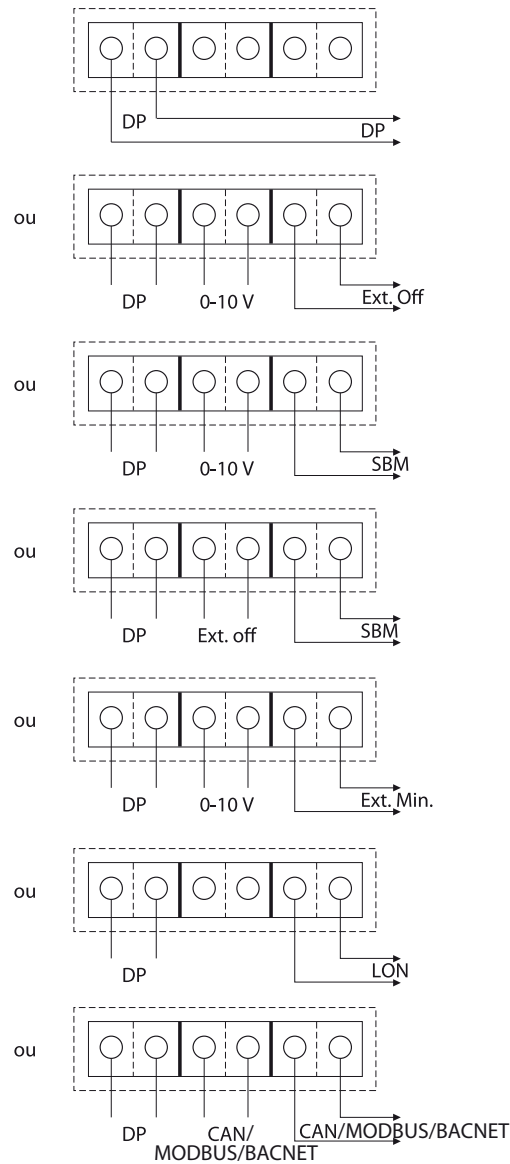 DP
DP
ou
DP 0-10 V Ext. Off
ou
DP 0-10 V SBM
ou
DP Ext. off SBM
ou
DP 0-10 V Ext. Min.
ou
DP LON
ou
DP CAN/ CAN/MODBUS/BACNET
MODBUS/BACNET